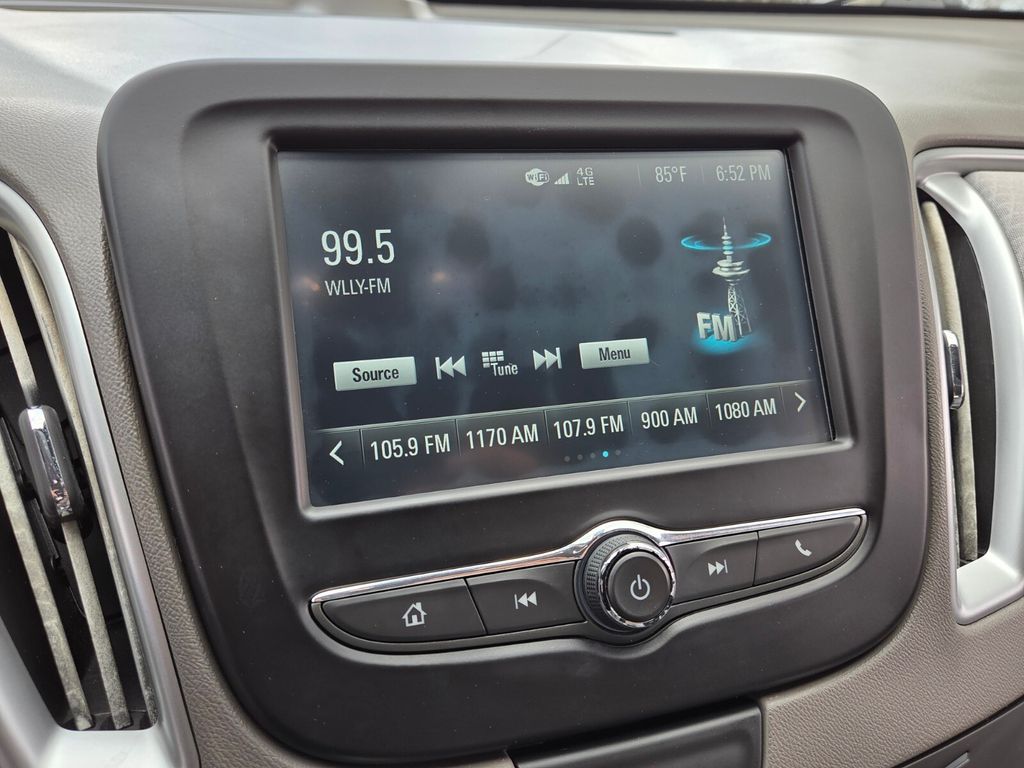 WiFi 4G LTE 85°F 6:52 PM
99.5
WLLY-FM
FM
Source Tune Menu
105.9 FM 1170 AM 107.9 FM 900 AM 1080 AM